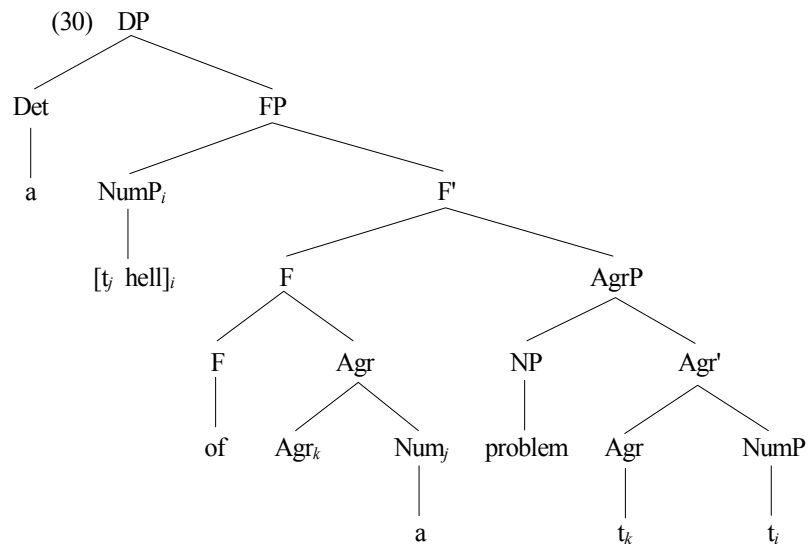 (30) DP
Det FP
a NumPi F'
[tj hell]i F AgrP
F Agr NP Agr'
of Agrk Numj problem Agr NumP
a tk ti